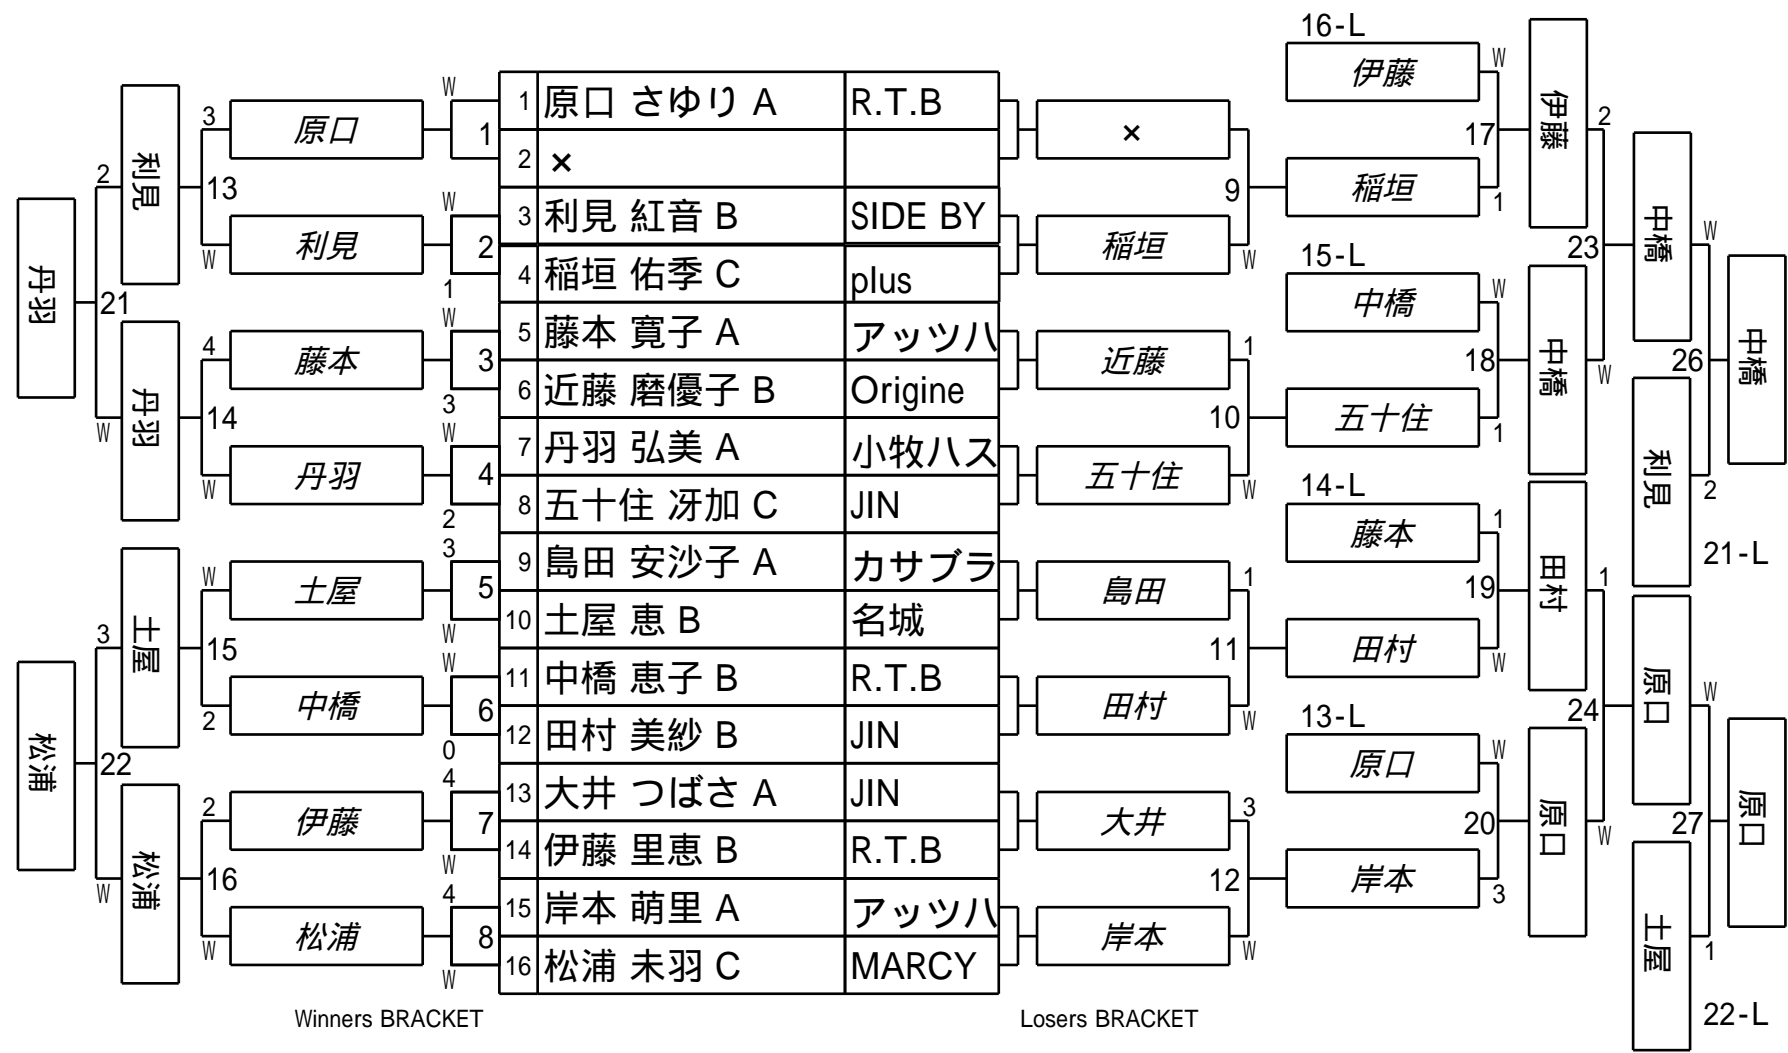 16-L
W
伊藤
W
1 原口 さゆり A R.T.B
3
原口
1
×
17
伊藤
2
2 ×
2
利見
13
W
利見
W
2
3 利見 紅音 B SIDE BY
9
稲垣
1
稲垣
W
4 稲垣 佑季 C plus
1
15-L
中橋
W
23
中橋
W
丹羽
21
W
5 藤本 寛子 A アッツハ
4
藤本
3
近藤
1
18
中橋
W
26
中橋
6 近藤 磨優子 B Origine
3
丹羽
W
14
W
7 丹羽 弘美 A 小牧ハス
10
五十住
1
丹羽
W
4
五十住
W
利見
2
8 五十住 冴加 C JIN
2
14-L
藤本
1
3
9 島田 安沙子 A カサブラ
21-L
W
土屋
5
島田
1
19
田村
1
10 土屋 恵 B 名城
W
3
土屋
15
W
11 中橋 恵子 B R.T.B
11
田村
W
2
中橋
6
田村
W
13-L
原口
W
24
原口
W
12 田村 美紗 B JIN
0
松浦
22
4
13 大井 つばさ A JIN
2
伊藤
7
大井
3
20
原口
W
27
原口
14 伊藤 里恵 B R.T.B
W
W
松浦
16
4
15 岸本 萌里 A アッツハ
12
岸本
3
W
松浦
8
岸本
W
土屋
1
16 松浦 未羽 C MARCY
W
Winners BRACKET
Losers BRACKET
22-L